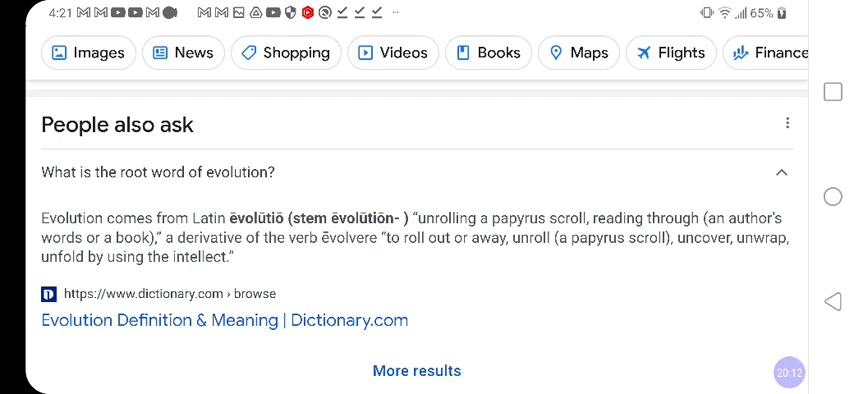 4:21 65%
Images News Shopping Videos Books Maps Flights Finance
People also ask
What is the root word of evolution?
Evolution comes from Latin ēvolūtiō (stem ēvolūtiōn- ) “unrolling a papyrus scroll, reading through (an author's
words or a book),” a derivative of the verb ēvolvere “to roll out or away, unroll (a papyrus scroll), uncover, unwrap,
unfold by using the intellect.”
https://www.dictionary.com › browse
Evolution Definition & Meaning | Dictionary.com
More results
20:12